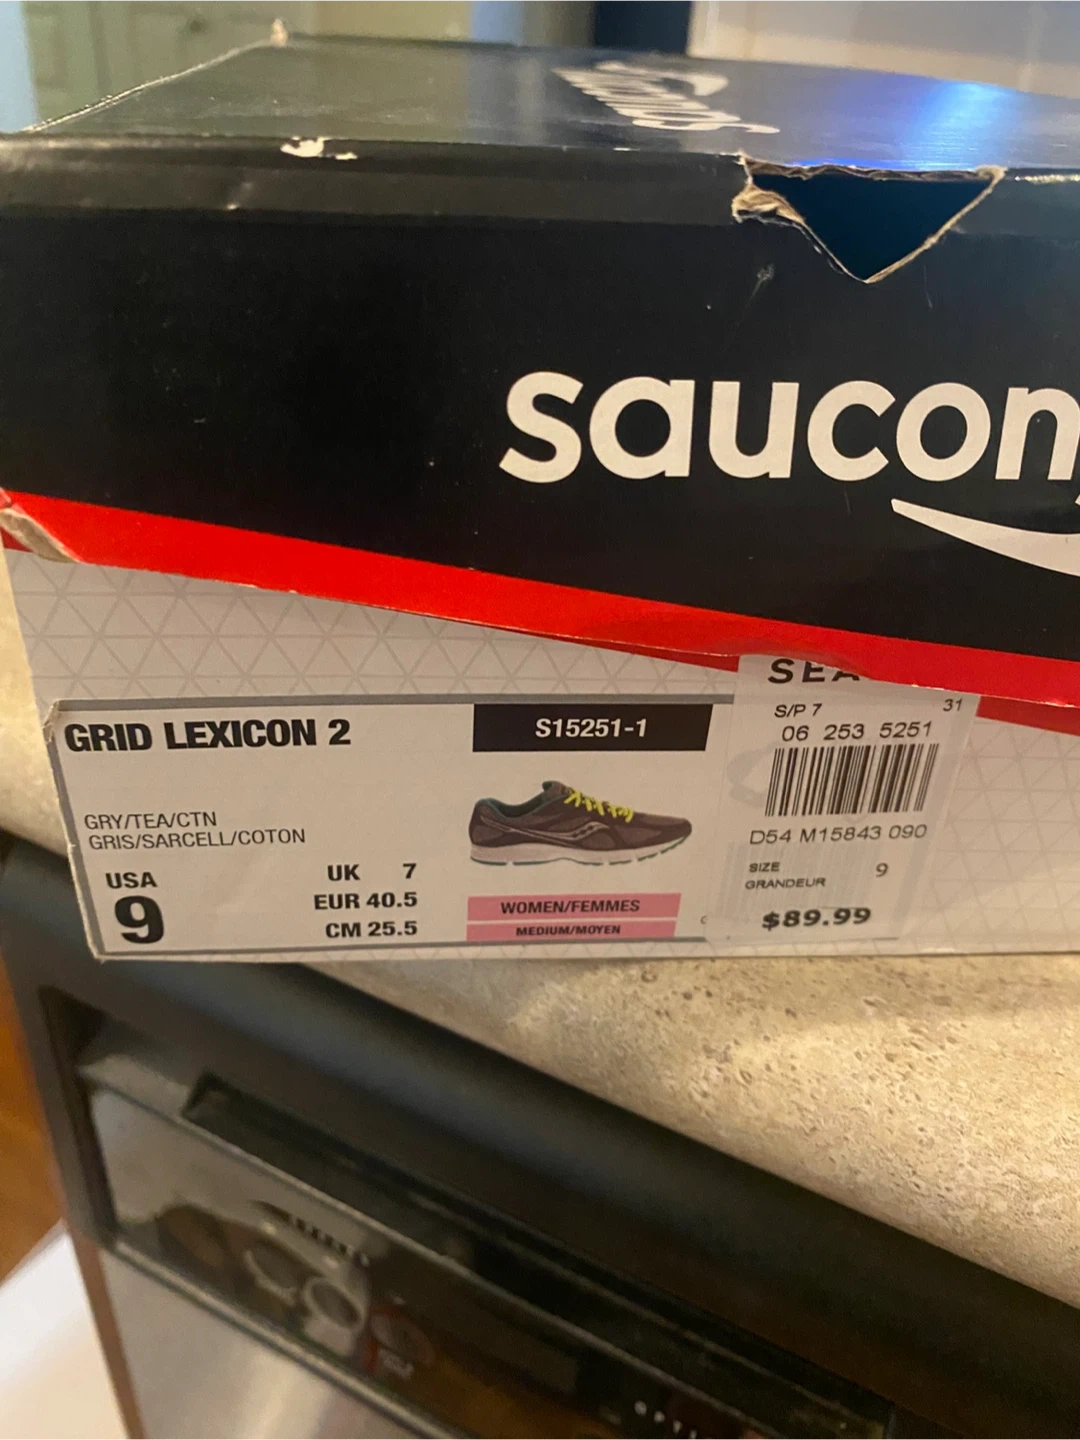 saucony
saucon
GRID LEXICON 2
S15251-1
GRY/TEA/CTN
GRIS/SARCELL/COTON
USA
9
UK 7
EUR 40.5
CM 25.5
WOMEN/FEMMES
MEDIUM/MOYEN
SEA
S/P 7
31
06 253 5251
D54 M15843 090
SIZE
GRANDEUR
9
$89.99
OPTI